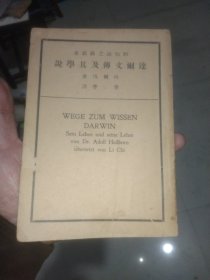 達爾文傳及其學說
WEGE ZUM WISSEN
DARWIN
Sein Leben und seine Lehre
von Dr. Adolf Heilborn
übersetzt von Li Chi